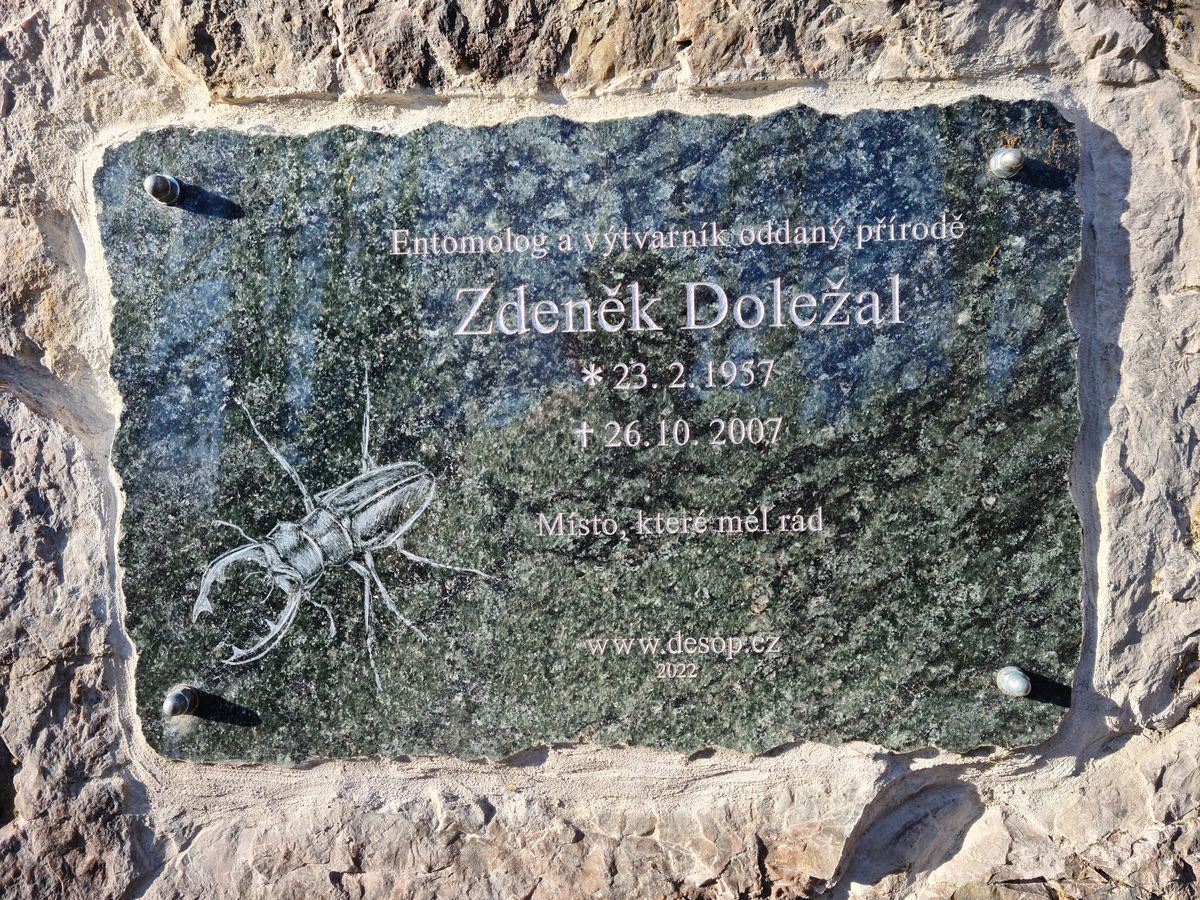 Entomolog a výtvarník oddaný přírodě
Zdeněk Doležal
* 23. 2. 1957
† 26. 10. 2007
Místo, které měl rád
www.desop.cz
2022